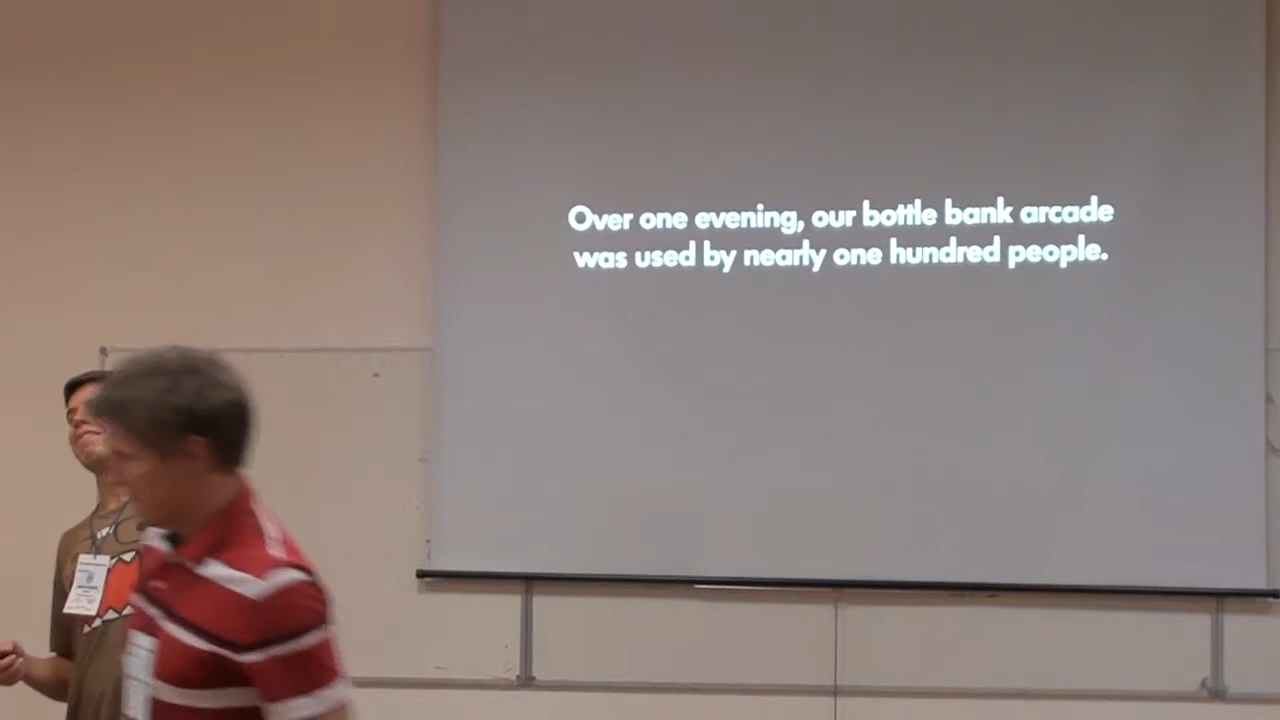 Over one evening, our bottle bank arcade
was used by nearly one hundred people.